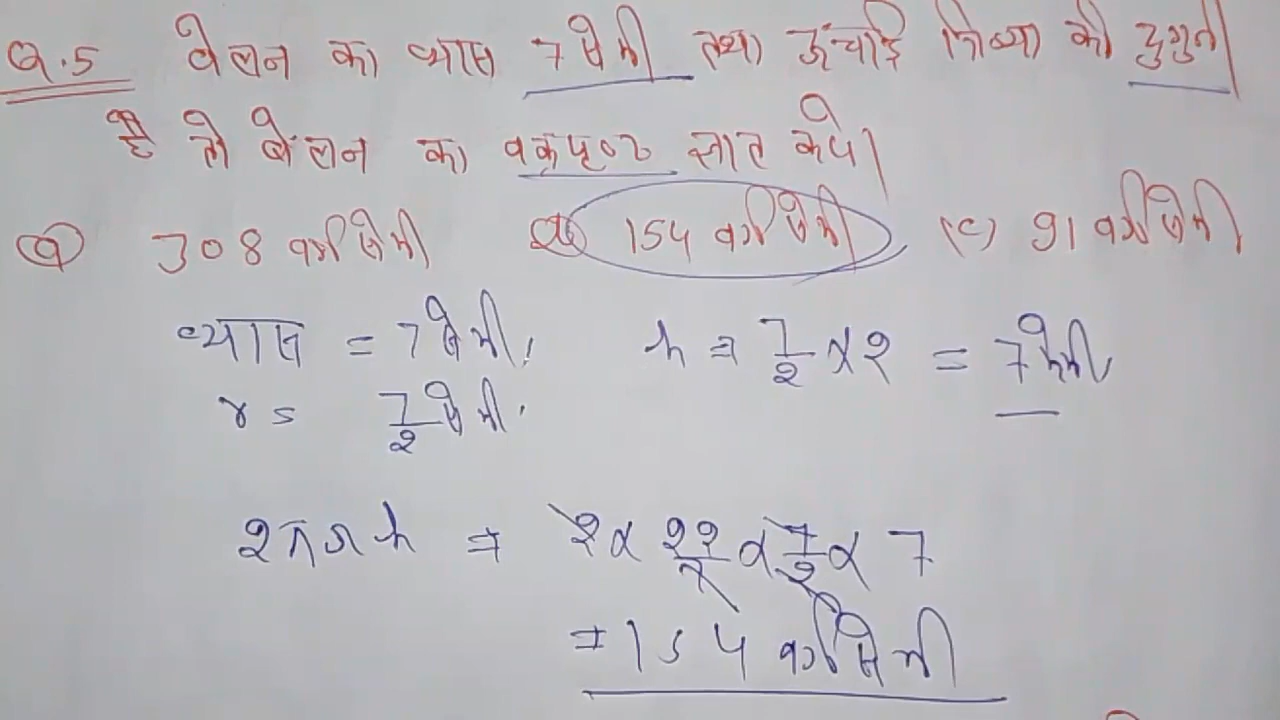 Q.5 बेलन का व्यास 7 सेमी तथा ऊंचाई त्रिज्या की दुगुनी
है तो बेलन का वक्रपृष्ठ ज्ञात करे।
308 वर्ग सेमी 154 वर्ग सेमी (c) 91 वर्ग सेमी
व्यास = 7 सेमी. h = 7/2 × 2 = 7 सेमी
r = 7/2 सेमी.
2πrh = 2 × 22/7 × 7/2 × 7
= 154 वर्ग सेमी